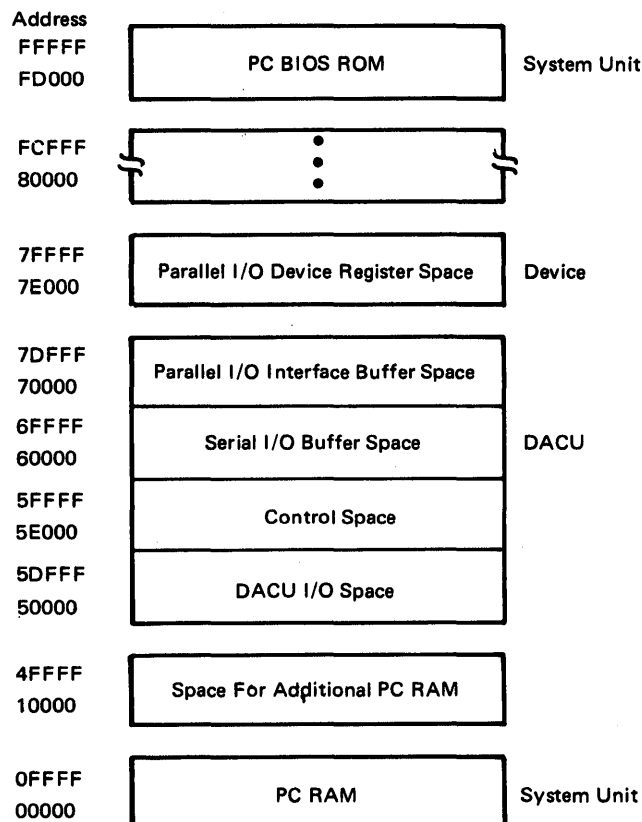 Address
FFFFF
FD000
PC BIOS ROM
System Unit
FCFFF
80000
7FFFF
7E000
Parallel I/O Device Register Space
Device
7DFFF
70000
Parallel I/O Interface Buffer Space
6FFFF
60000
Serial I/O Buffer Space
DACU
5FFFF
5E000
Control Space
5DFFF
50000
DACU I/O Space
4FFFF
10000
Space For Additional PC RAM
0FFFF
00000
PC RAM
System Unit